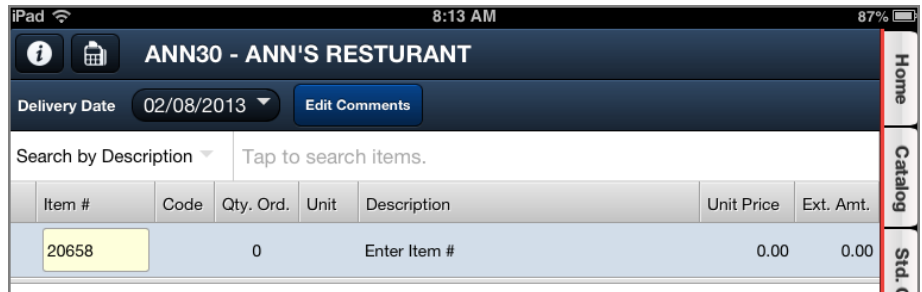 iPad 8:13 AM 87%
ANN30 - ANN'S RESTURANT
Delivery Date 02/08/2013 Edit Comments
Search by Description Tap to search items.
Item # Code Qty. Ord. Unit Description Unit Price Ext. Amt.
20658 0 Enter Item # 0.00 0.00
Home
Catalog
Std.